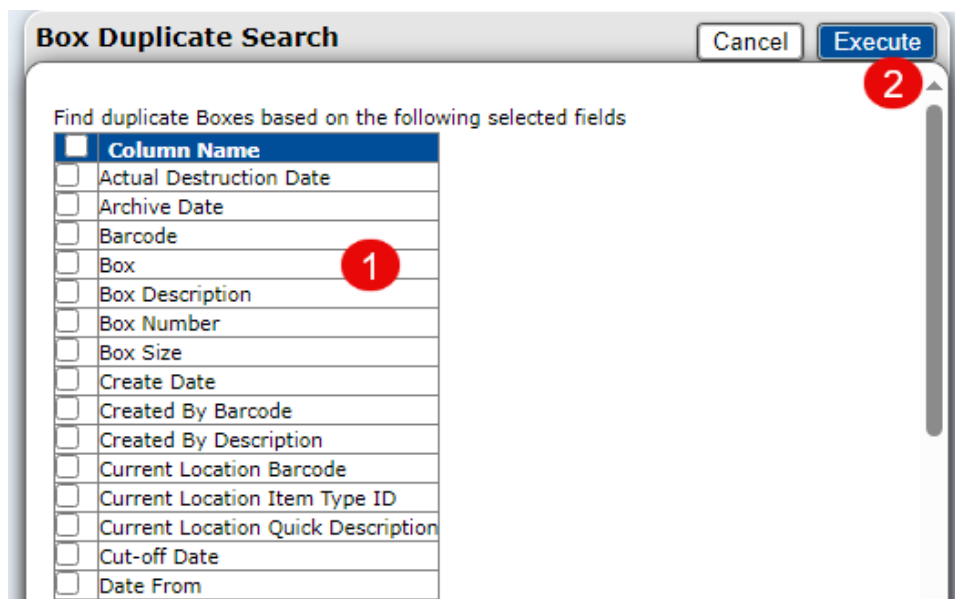 Box Duplicate Search
Cancel
Execute
2
Find duplicate Boxes based on the following selected fields
Column Name
Actual Destruction Date
Archive Date
Barcode
Box
1
Box Description
Box Number
Box Size
Create Date
Created By Barcode
Created By Description
Current Location Barcode
Current Location Item Type ID
Current Location Quick Description
Cut-off Date
Date From